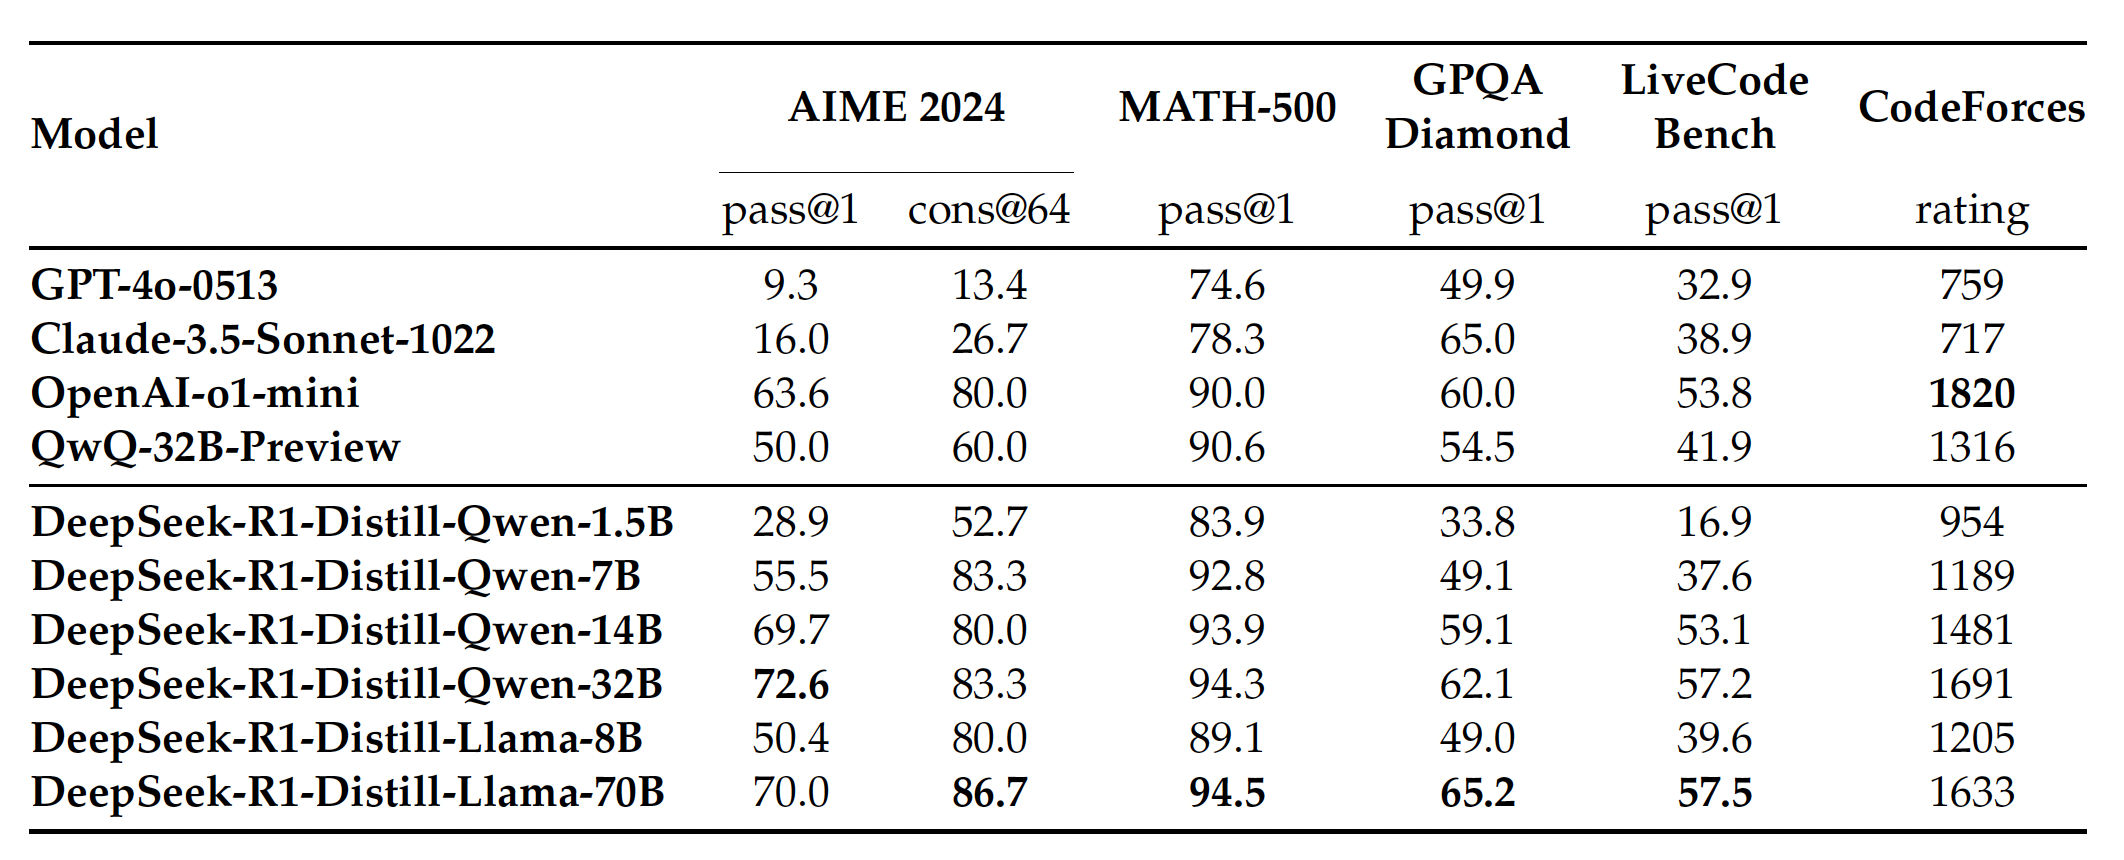 Model AIME 2024 MATH-500 GPQA Diamond LiveCode Bench CodeForces
pass@1 cons@64 pass@1 pass@1 pass@1 rating
GPT-4o-0513 9.3 13.4 74.6 49.9 32.9 759
Claude-3.5-Sonnet-1022 16.0 26.7 78.3 65.0 38.9 717
OpenAI-o1-mini 63.6 80.0 90.0 60.0 53.8 1820
QwQ-32B-Preview 50.0 60.0 90.6 54.5 41.9 1316
DeepSeek-R1-Distill-Qwen-1.5B 28.9 52.7 83.9 33.8 16.9 954
DeepSeek-R1-Distill-Qwen-7B 55.5 83.3 92.8 49.1 37.6 1189
DeepSeek-R1-Distill-Qwen-14B 69.7 80.0 93.9 59.1 53.1 1481
DeepSeek-R1-Distill-Qwen-32B 72.6 83.3 94.3 62.1 57.2 1691
DeepSeek-R1-Distill-Llama-8B 50.4 80.0 89.1 49.0 39.6 1205
DeepSeek-R1-Distill-Llama-70B 70.0 86.7 94.5 65.2 57.5 1633